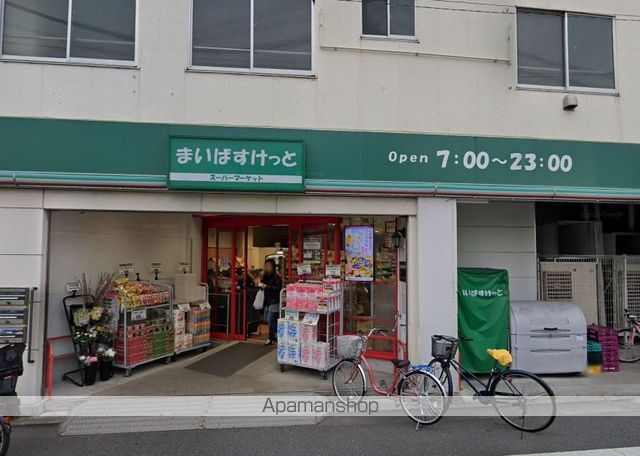 まいばすけっと
スーパーマーケット
Open 7:00～23:00
まいばすけっと
Apamanshop